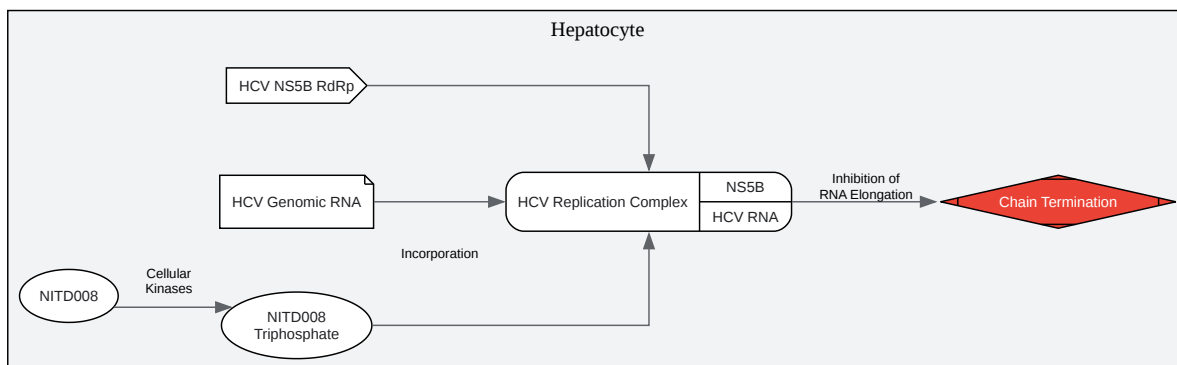 Hepatocyte
HCV NS5B RdRp
HCV Genomic RNA
HCV Replication Complex
NS5B
HCV RNA
Inhibition of
RNA Elongation
Chain Termination
Incorporation
NITD008
Cellular
Kinases
NITD008
Triphosphate